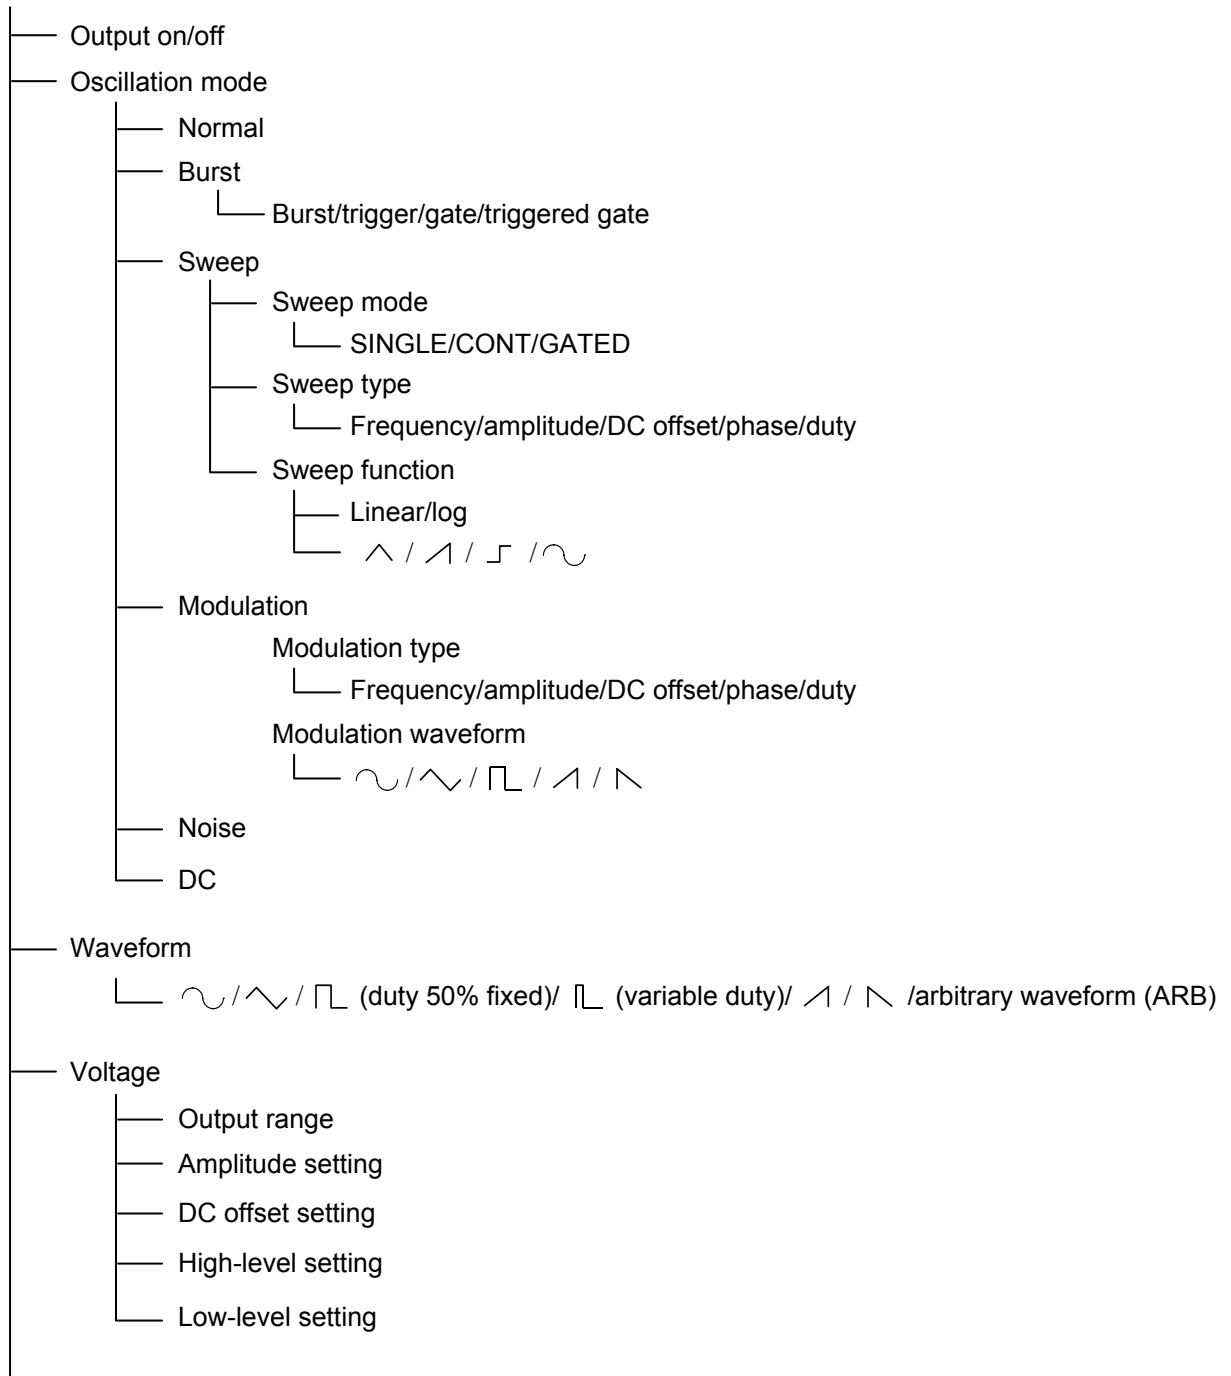 Output on/off
Oscillation mode
Normal
Burst
Burst/trigger/gate/triggered gate
Sweep
Sweep mode
SINGLE/CONT/GATED
Sweep type
Frequency/amplitude/DC offset/phase/duty
Sweep function
Linear/log
/ / /
Modulation
Modulation type
Frequency/amplitude/DC offset/phase/duty
Modulation waveform
/ / / /
Noise
DC
Waveform
/ / (duty 50% fixed)/ (variable duty)/ / /arbitrary waveform (ARB)
Voltage
Output range
Amplitude setting
DC offset setting
High-level setting
Low-level setting